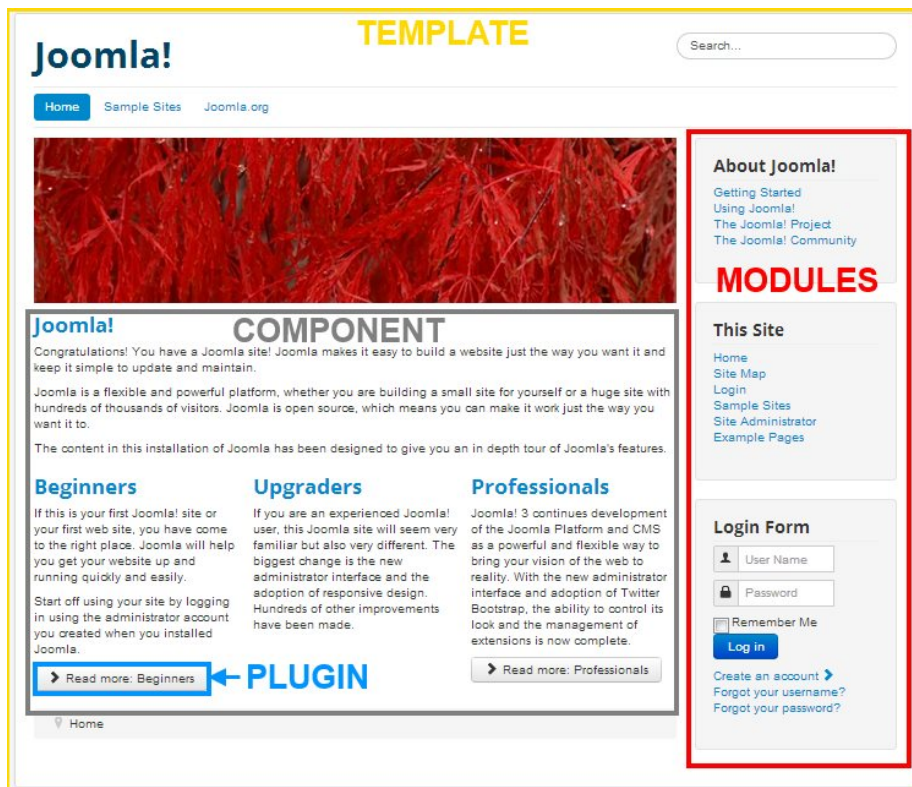 TEMPLATE
Joomla!
Search...
Home Sample Sites Joomla.org
COMPONENT
Joomla!
Congratulations! You have a Joomla site! Joomla makes it easy to build a website just the way you want it and
keep it simple to update and maintain.
Joomla is a flexible and powerful platform, whether you are building a small site for yourself or a huge site with
hundreds of thousands of visitors. Joomla is open source, which means you can make it work just the way you
want it to.
The content in this installation of Joomla has been designed to give you an in depth tour of Joomla's features.
Beginners
If this is your first Joomla! site or
your first web site, you have come
to the right place. Joomla will help
you get your website up and
running quickly and easily.
Start off using your site by logging
in using the administrator account
you created when you installed
Joomla.
Read more: Beginners
PLUGIN
Upgraders
If you are an experienced Joomla!
user, this Joomla site will seem very
familiar but also very different. The
biggest change is the new
administrator interface and the
adoption of responsive design.
Hundreds of other improvements
have been made.
Professionals
Joomla! 3 continues development
of the Joomla Platform and CMS
as a powerful and flexible way to
bring your vision of the web to
reality. With the new administrator
interface and adoption of Twitter
Bootstrap, the ability to control its
look and the management of
extensions is now complete.
Read more: Professionals
Home
About Joomla!
Getting Started
Using Joomla!
The Joomla! Project
The Joomla! Community
MODULES
This Site
Home
Site Map
Login
Sample Sites
Site Administrator
Example Pages
Login Form
User Name
Password
Remember Me
Log in
Create an account
Forgot your username?
Forgot your password?